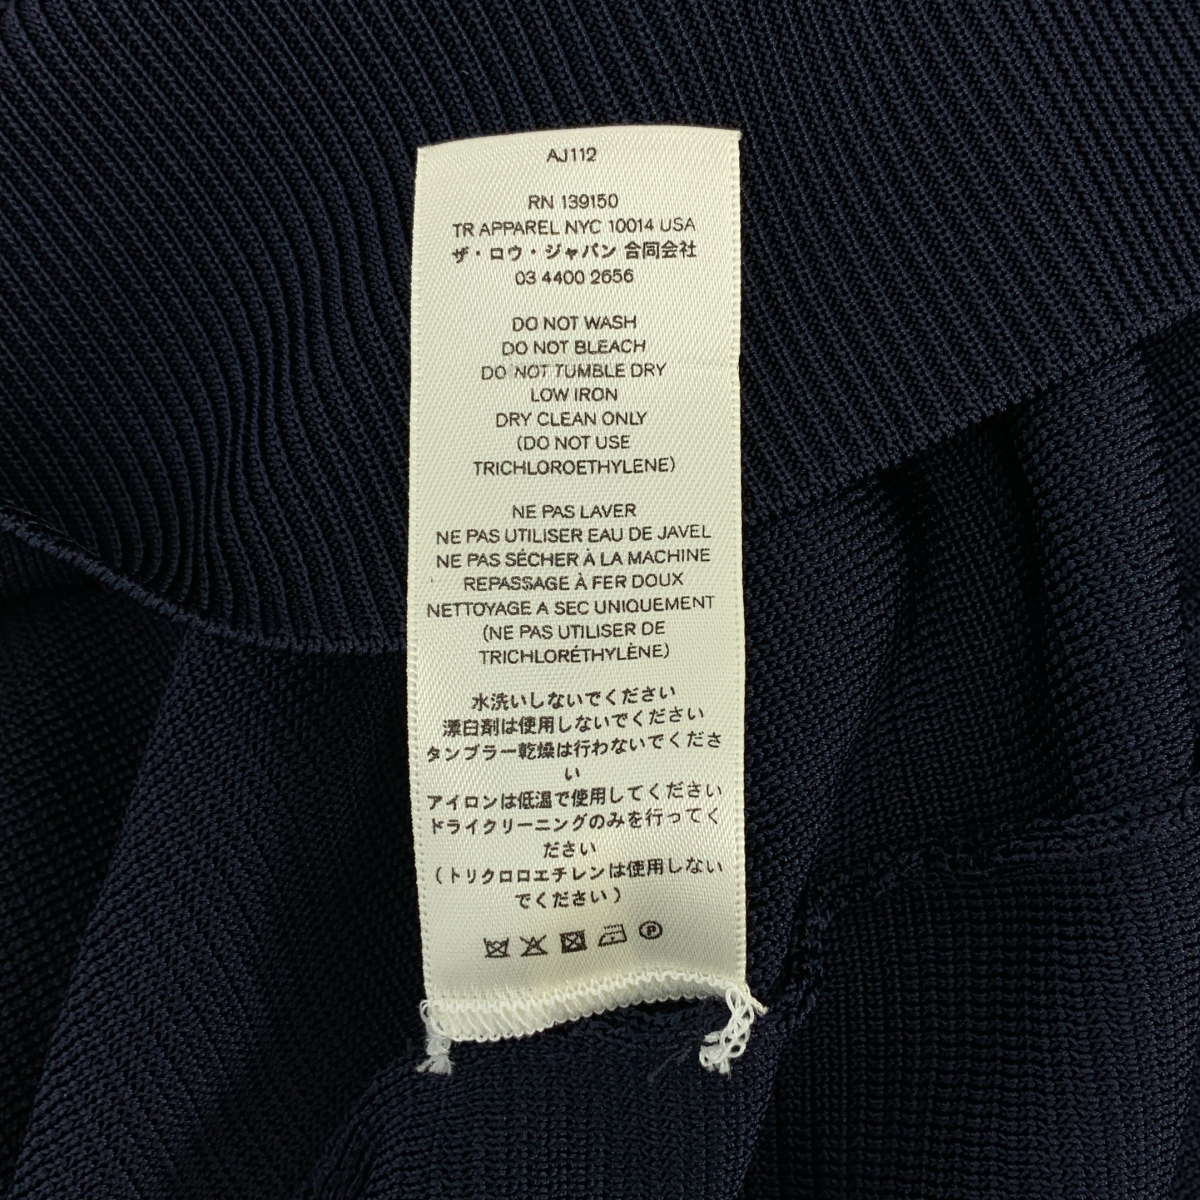 AJ112
RN 139150
TR APPAREL NYC 10014 USA
ザ・ロウ・ジャパン 合同会社
03 4400 2656
DO NOT WASH
DO NOT BLEACH
DO NOT TUMBLE DRY
LOW IRON
DRY CLEAN ONLY
(DO NOT USE
TRICHLOROETHYLENE)
NE PAS LAVER
NE PAS UTILISER EAU DE JAVEL
NE PAS SÉCHER À LA MACHINE
REPASSAGE À FER DOUX
NETTOYAGE A SEC UNIQUEMENT
(NE PAS UTILISER DE
TRICHLORÉTHYLÈNE)
水洗いしないでください
漂白剤は使用しないでください
タンブラー乾燥は行わないでくださ
い
アイロンは低温で使用してください
ドライクリーニングのみを行ってく
ださい
(トリクロロエチレンは使用しない
でください)
P